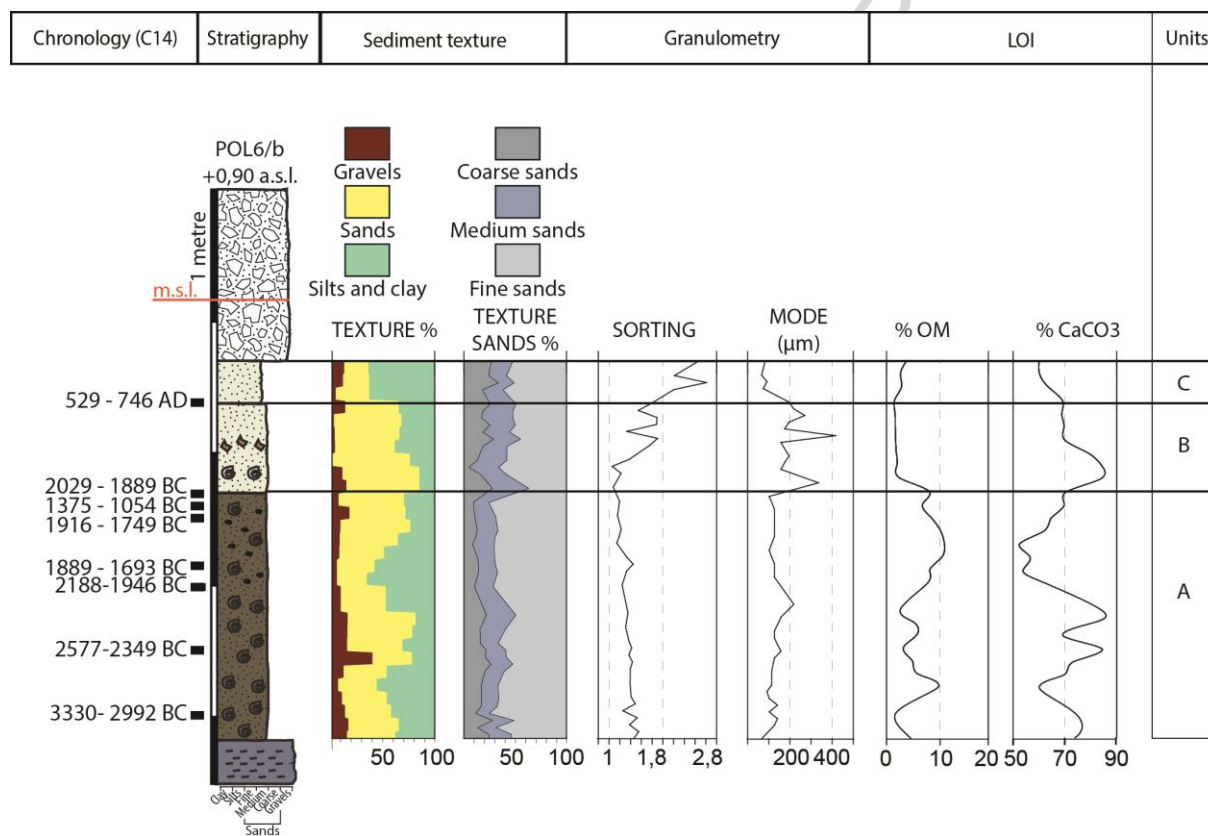 Chronology (C14) Stratigraphy Sediment texture Granulometry LOI Units
POL6/b
+0,90 a.s.l.
1 metre
m.s.l.
Gravels
Sands
Silts and clay
Coarse sands
Medium sands
Fine sands
TEXTURE %
TEXTURE
SANDS %
SORTING
MODE
(µm)
% OM
% CaCO3
C
529 - 746 AD
B
2029 - 1889 BC
1375 - 1054 BC
1916 - 1749 BC
1889 - 1693 BC
2188-1946 BC
A
2577-2349 BC
3330- 2992 BC
50 100
50 100
1 1,8 2,8
200 400
0 10 20
50 70 90
Clay
Silts
Fine
Medium
Coarse
Gravels
Sands